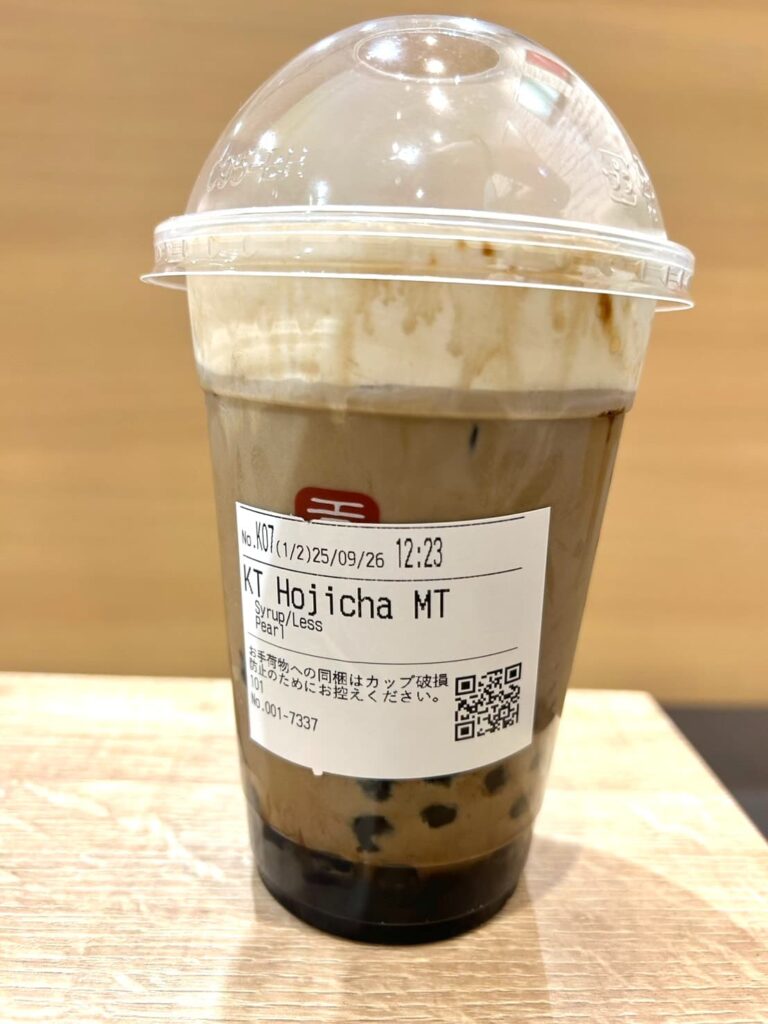 No.K07(1/2)25/09/26 12:23
KT Hojicha MT
Syrup/Less
Pearl
お手荷物への同梱はカップ破損
防止のためにお控えください。
101
No.001-7337